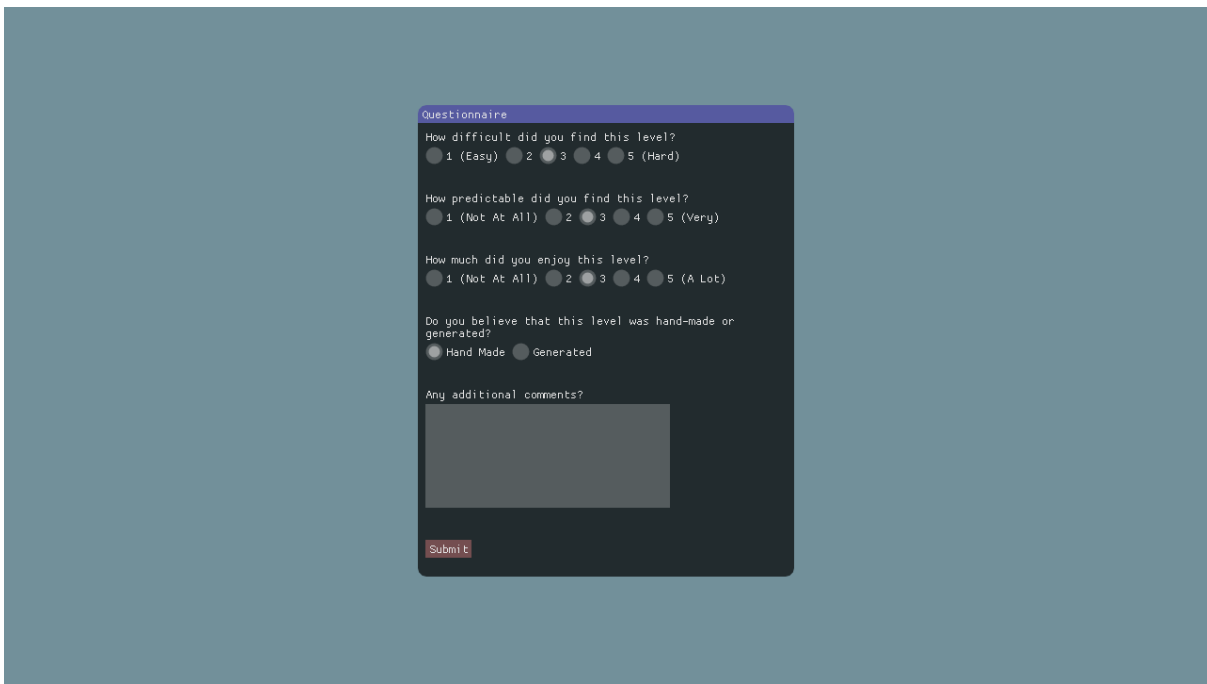 Questionnaire
How difficult did you find this level?
1 (Easy) 2 3 4 5 (Hard)
How predictable did you find this level?
1 (Not At All) 2 3 4 5 (Very)
How much did you enjoy this level?
1 (Not At All) 2 3 4 5 (A Lot)
Do you believe that this level was hand-made or
generated?
Hand Made Generated
Any additional comments?
Submit